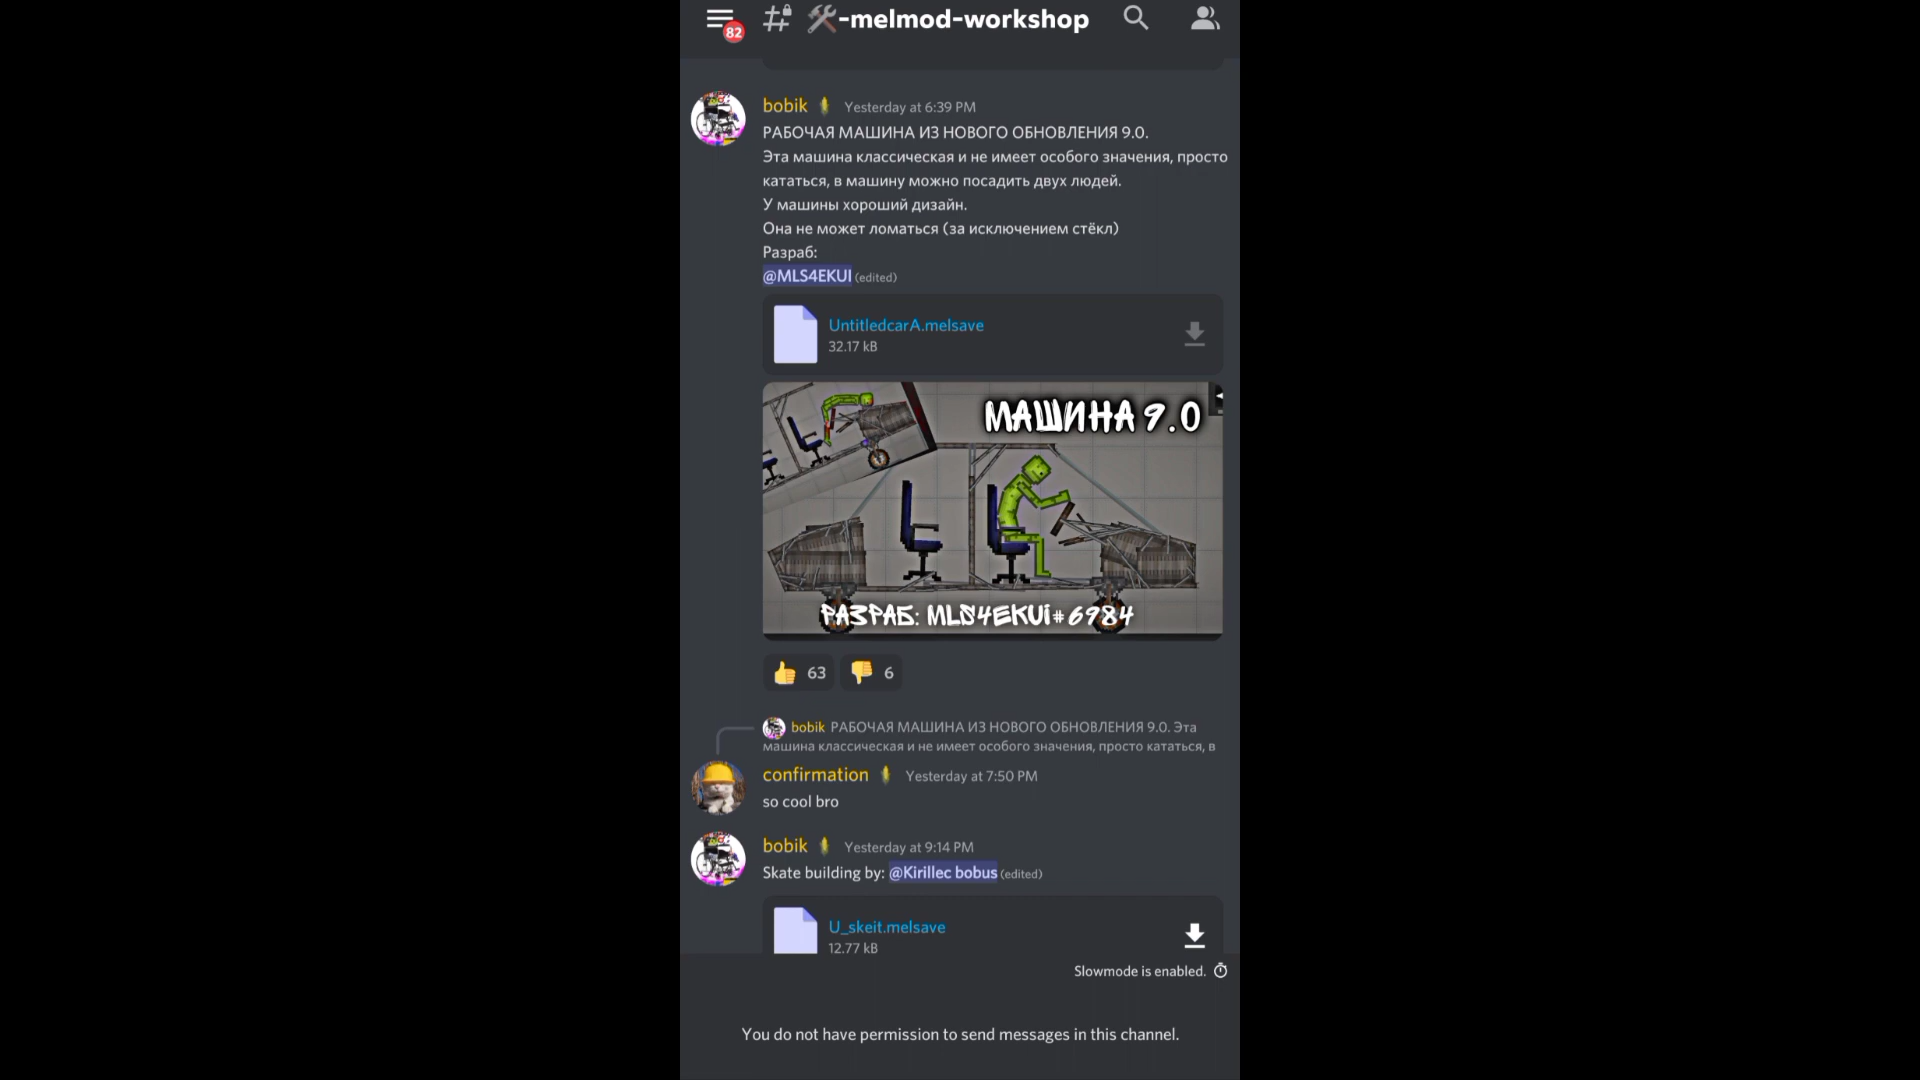 82
-melmod-workshop
bobik Yesterday at 6:39 PM
РАБОЧАЯ МАШИНА ИЗ НОВОГО ОБНОВЛЕНИЯ 9.0.
Эта машина классическая и не имеет особого значения, просто
кататься, в машину можно посадить двух людей.
У машины хороший дизайн.
Она не может ломаться (за исключением стёкл)
Разраб:
@MLS4EKUI (edited)
UntitledcarA.melsave
32.17 kB
МАШИНА 9.0
РАЗРАБ: MLS4EKUi#6984
63 6
bobik РАБОЧАЯ МАШИНА ИЗ НОВОГО ОБНОВЛЕНИЯ 9.0. Эта
машина классическая и не имеет особого значения, просто кататься, в
confirmation Yesterday at 7:50 PM
so cool bro
bobik Yesterday at 9:14 PM
Skate building by: @Kirillec bobus (edited)
U_skeit.melsave
12.77 kB
Slowmode is enabled.
You do not have permission to send messages in this channel.